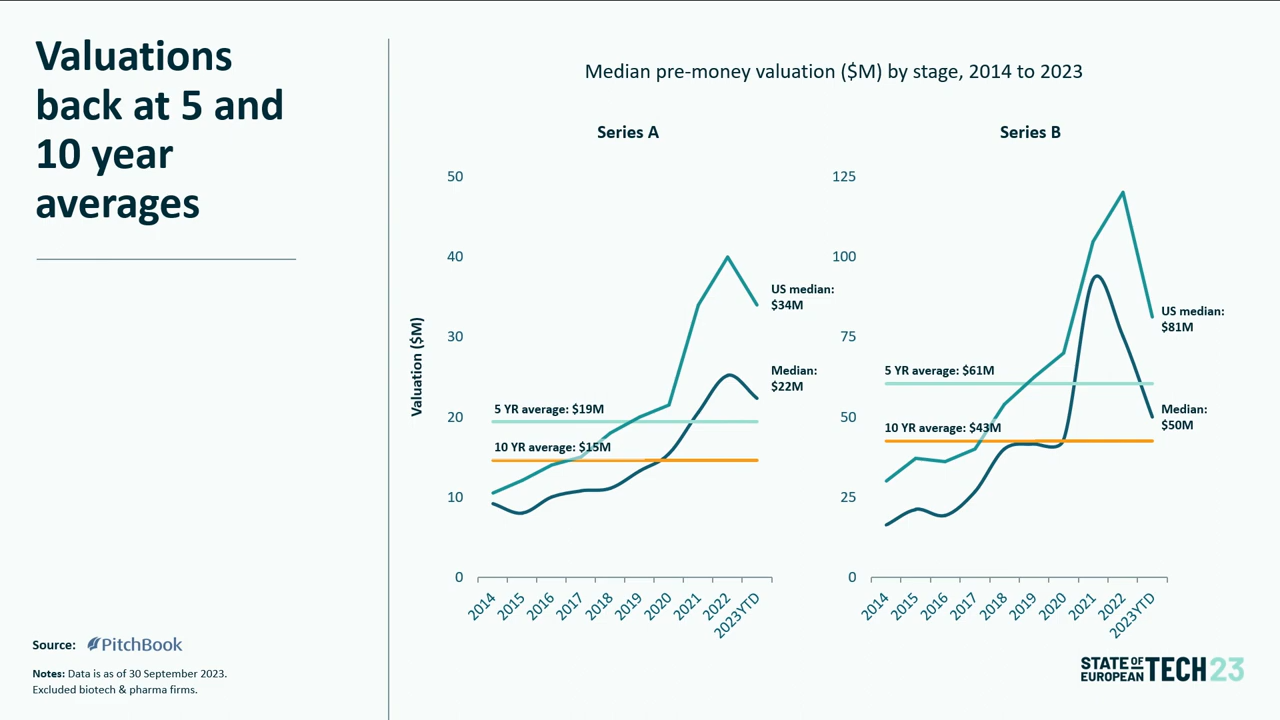 Valuations
back at 5 and
10 year
averages
Median pre-money valuation ($M) by stage, 2014 to 2023
Series A
Valuation ($M)
50
40
30
20
10
0
US median:
$34M
Median:
$22M
5 YR average: $19M
10 YR average: $15M
2014
2015
2016
2017
2018
2019
2020
2021
2022
2023YTD
Series B
125
100
75
50
25
0
US median:
$81M
5 YR average: $61M
Median:
$50M
10 YR average: $43M
2014
2015
2016
2017
2018
2019
2020
2021
2022
2023YTD
Source: PitchBook
Notes: Data is as of 30 September 2023.
Excluded biotech & pharma firms.
STATE OF
EUROPEAN TECH 23